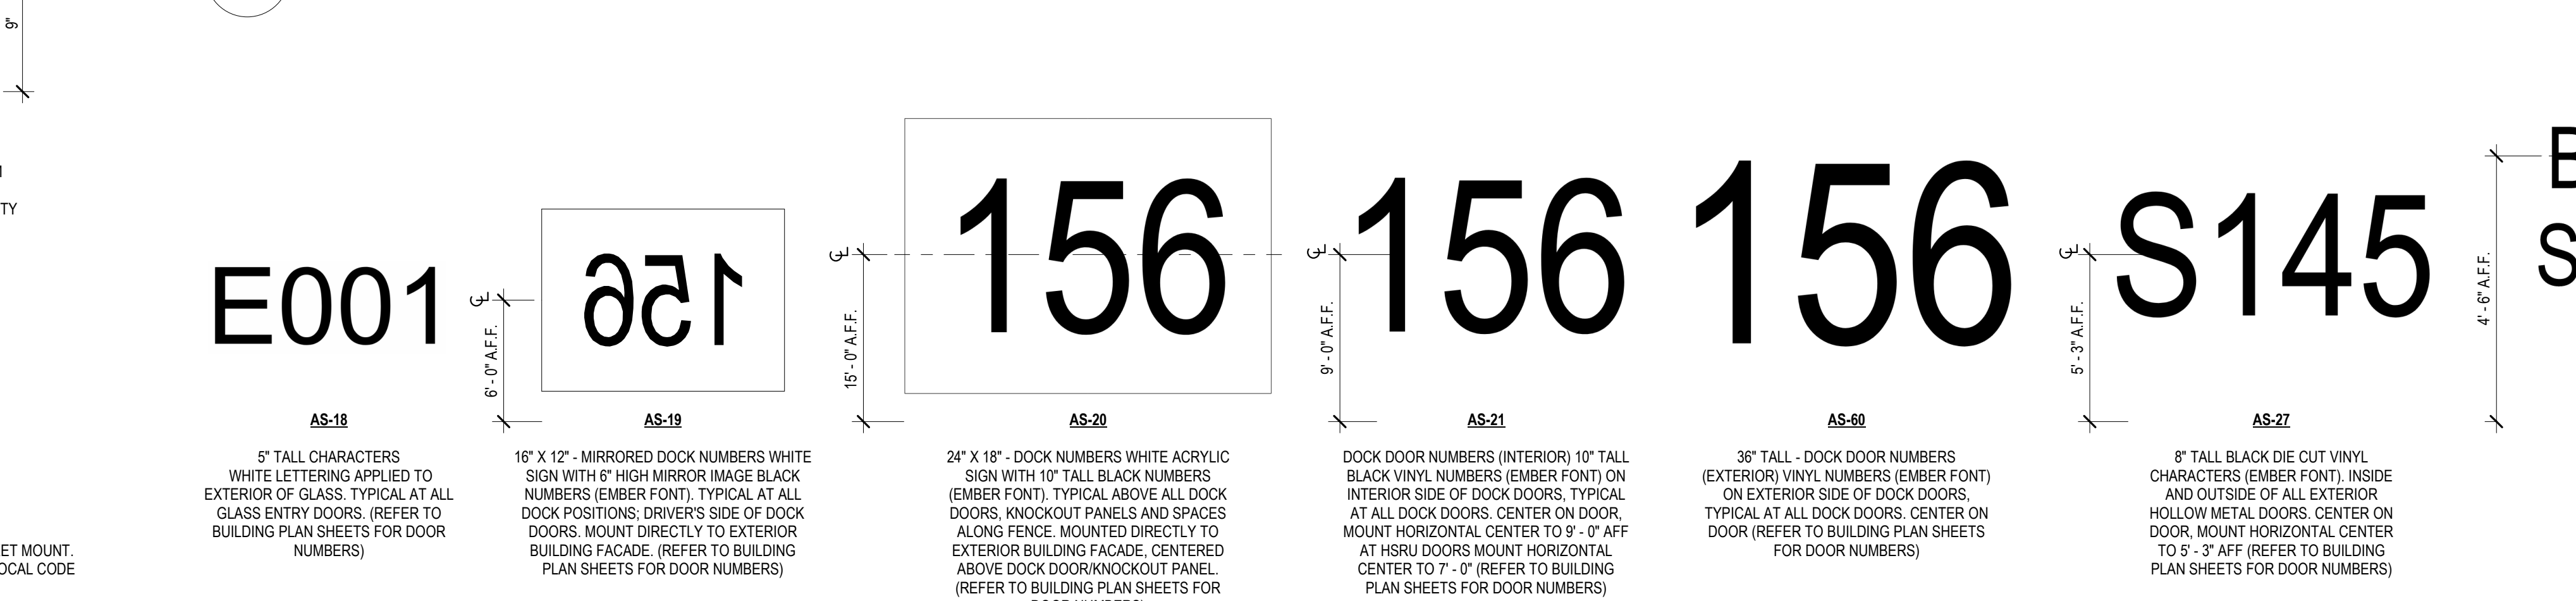 9"
TY
ET MOUNT.
OCAL CODE
E001
AS-18
5" TALL CHARACTERS
WHITE LETTERING APPLIED TO
EXTERIOR OF GLASS. TYPICAL AT ALL
GLASS ENTRY DOORS. (REFER TO
BUILDING PLAN SHEETS FOR DOOR
NUMBERS)
CL
6' - 0" A.F.F.
156
AS-19
16" X 12" - MIRRORED DOCK NUMBERS WHITE
SIGN WITH 6" HIGH MIRROR IMAGE BLACK
NUMBERS (EMBER FONT). TYPICAL AT ALL
DOCK POSITIONS; DRIVER'S SIDE OF DOCK
DOORS. MOUNT DIRECTLY TO EXTERIOR
BUILDING FACADE. (REFER TO BUILDING
PLAN SHEETS FOR DOOR NUMBERS)
CL
15' - 0" A.F.F.
156
AS-20
24" X 18" - DOCK NUMBERS WHITE ACRYLIC
SIGN WITH 10" TALL BLACK NUMBERS
(EMBER FONT). TYPICAL ABOVE ALL DOCK
DOORS, KNOCKOUT PANELS AND SPACES
ALONG FENCE. MOUNTED DIRECTLY TO
EXTERIOR BUILDING FACADE, CENTERED
ABOVE DOCK DOOR/KNOCKOUT PANEL.
(REFER TO BUILDING PLAN SHEETS FOR
CL
9' - 0" A.F.F.
156
AS-21
DOCK DOOR NUMBERS (INTERIOR) 10" TALL
BLACK VINYL NUMBERS (EMBER FONT) ON
INTERIOR SIDE OF DOCK DOORS, TYPICAL
AT ALL DOCK DOORS. CENTER ON DOOR,
MOUNT HORIZONTAL CENTER TO 9' - 0" AFF
AT HSRU DOORS MOUNT HORIZONTAL
CENTER TO 7' - 0" (REFER TO BUILDING
PLAN SHEETS FOR DOOR NUMBERS)
156
AS-60
36" TALL - DOCK DOOR NUMBERS
(EXTERIOR) VINYL NUMBERS (EMBER FONT)
ON EXTERIOR SIDE OF DOCK DOORS,
TYPICAL AT ALL DOCK DOORS. CENTER ON
DOOR (REFER TO BUILDING PLAN SHEETS
FOR DOOR NUMBERS)
CL
5' - 3" A.F.F.
S145
AS-27
8" TALL BLACK DIE CUT VINYL
CHARACTERS (EMBER FONT). INSIDE
AND OUTSIDE OF ALL EXTERIOR
HOLLOW METAL DOORS. CENTER ON
DOOR, MOUNT HORIZONTAL CENTER
TO 5' - 3" AFF (REFER TO BUILDING
PLAN SHEETS FOR DOOR NUMBERS)
4' - 6" A.F.F.